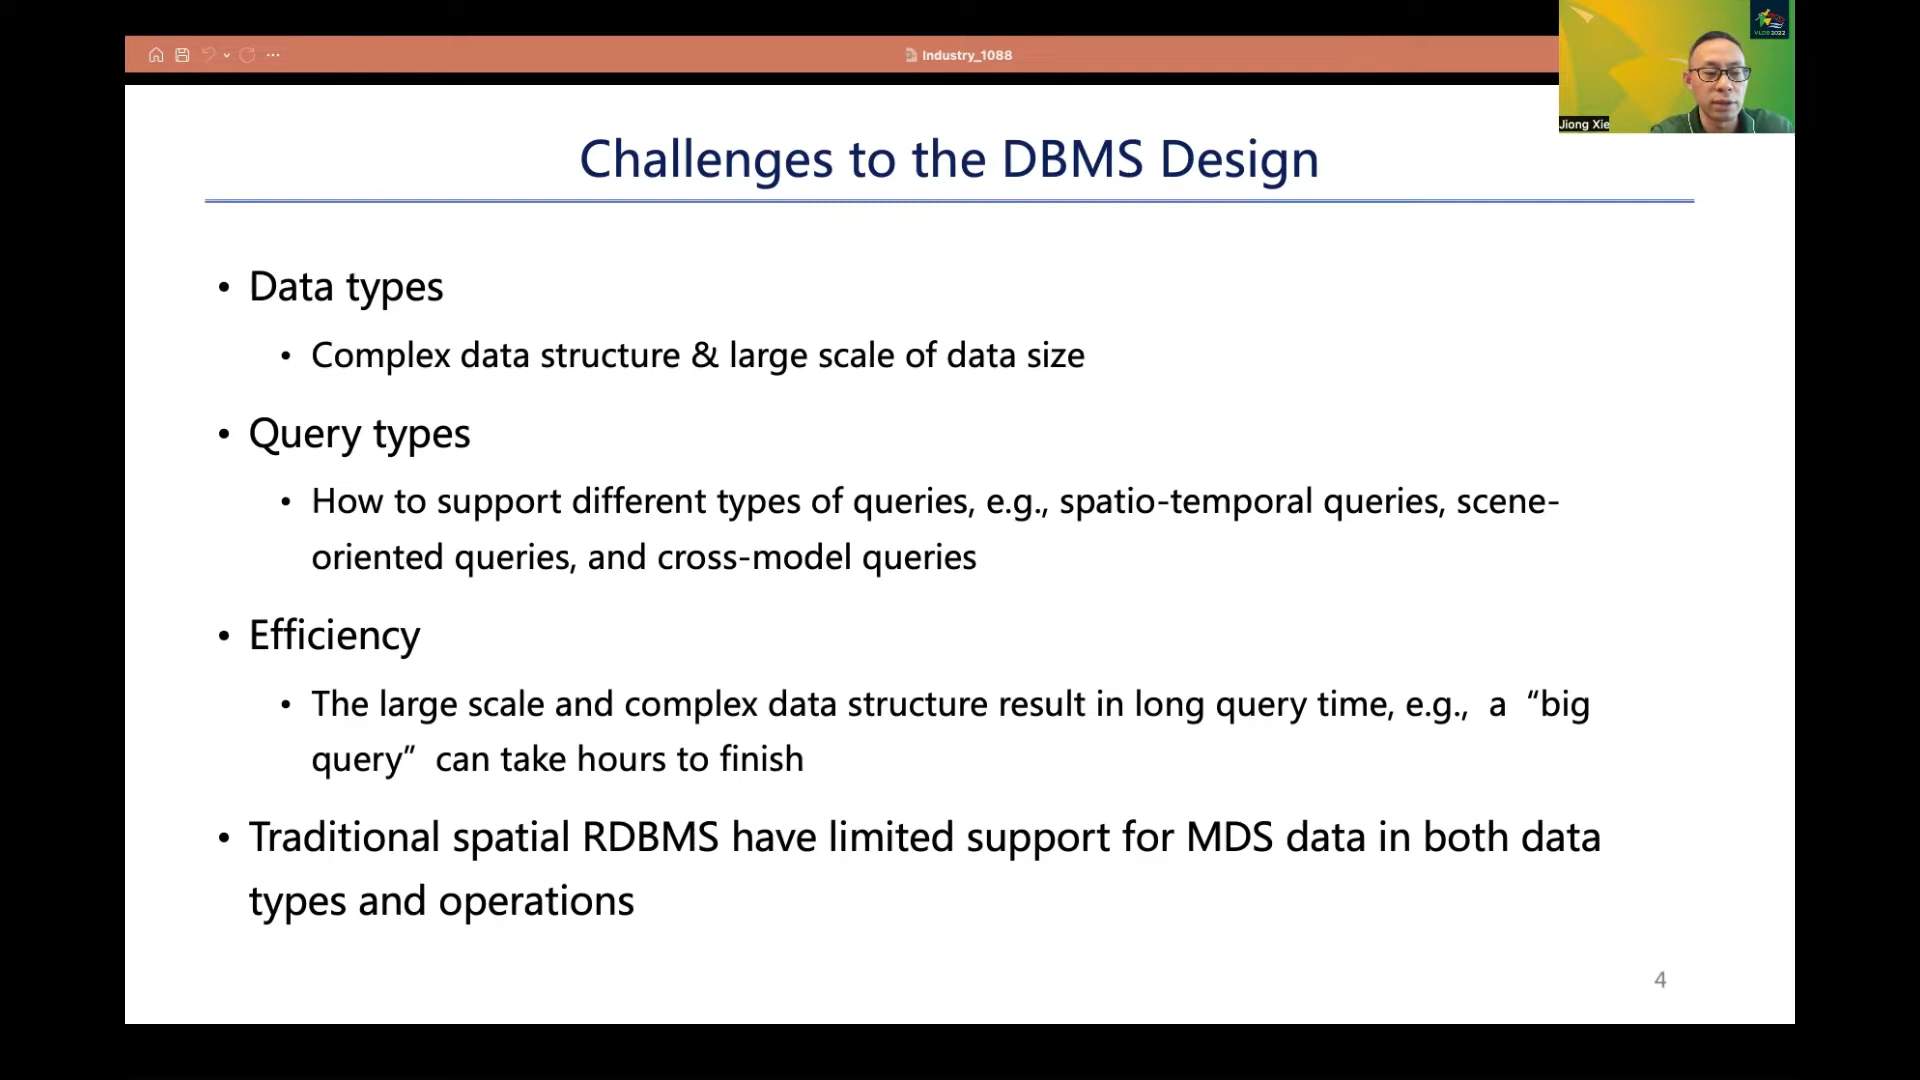 Industry_1088
VLDB 2022
Jiong Xie
Challenges to the DBMS Design
• Data types
• Complex data structure & large scale of data size
• Query types
• How to support different types of queries, e.g., spatio-temporal queries, scene-
oriented queries, and cross-model queries
• Efficiency
• The large scale and complex data structure result in long query time, e.g., a “big
query” can take hours to finish
• Traditional spatial RDBMS have limited support for MDS data in both data
types and operations
4